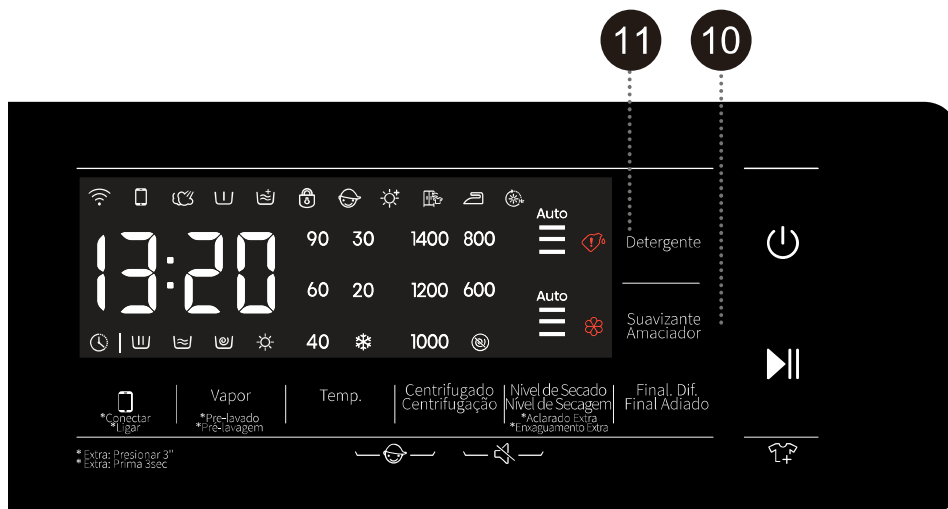 11 10
Auto
13:20
90 30 1400 800
Detergente
60 20 1200 600
Auto
Suavizante
Amaciador
40 1000
*Conectar
*Ligar
Vapor
*Pre-lavado
*Pré-lavagem
Temp.
Centrifugado
Centrifugação
Nivel de Secado
Nível de Secagem
*Aclarado Extra
*Enxaguamento Extra
Final. Dif.
Final Adiado
* Extra: Presionar 3"
* Extra: Prima 3sec